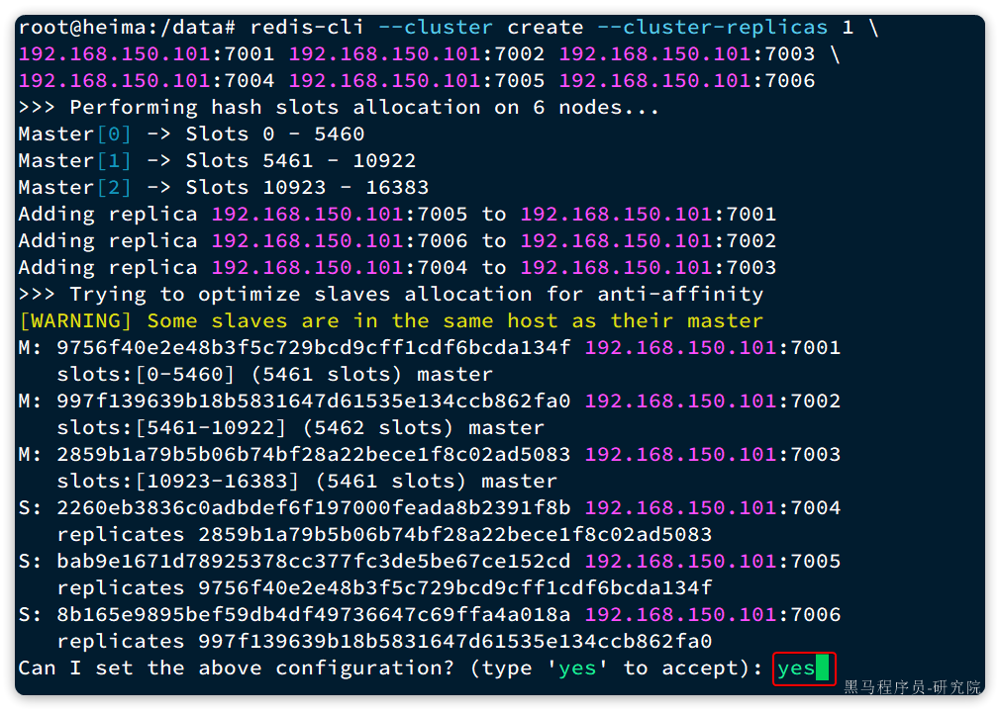 root@heima:/data# redis-cli --cluster create --cluster-replicas 1 \
192.168.150.101:7001 192.168.150.101:7002 192.168.150.101:7003 \
192.168.150.101:7004 192.168.150.101:7005 192.168.150.101:7006
>>> Performing hash slots allocation on 6 nodes...
Master[0] -> Slots 0 - 5460
Master[1] -> Slots 5461 - 10922
Master[2] -> Slots 10923 - 16383
Adding replica 192.168.150.101:7005 to 192.168.150.101:7001
Adding replica 192.168.150.101:7006 to 192.168.150.101:7002
Adding replica 192.168.150.101:7004 to 192.168.150.101:7003
>>> Trying to optimize slaves allocation for anti-affinity
[WARNING] Some slaves are in the same host as their master
M: 9756f40e2e48b3f5c729bcd9cff1cdf6bcda134f 192.168.150.101:7001
   slots:[0-5460] (5461 slots) master
M: 997f139639b18b5831647d61535e134ccb862fa0 192.168.150.101:7002
   slots:[5461-10922] (5462 slots) master
M: 2859b1a79b5b06b74bf28a22bece1f8c02ad5083 192.168.150.101:7003
   slots:[10923-16383] (5461 slots) master
S: 2260eb3836c0adbdef6f197000feada8b2391f8b 192.168.150.101:7004
   replicates 2859b1a79b5b06b74bf28a22bece1f8c02ad5083
S: bab9e1671d78925378cc377fc3de5be67ce152cd 192.168.150.101:7005
   replicates 9756f40e2e48b3f5c729bcd9cff1cdf6bcda134f
S: 8b165e9895bef59db4df49736647c69ffa4a018a 192.168.150.101:7006
   replicates 997f139639b18b5831647d61535e134ccb862fa0
Can I set the above configuration? (type 'yes' to accept): yes
黑马程序员-研究院